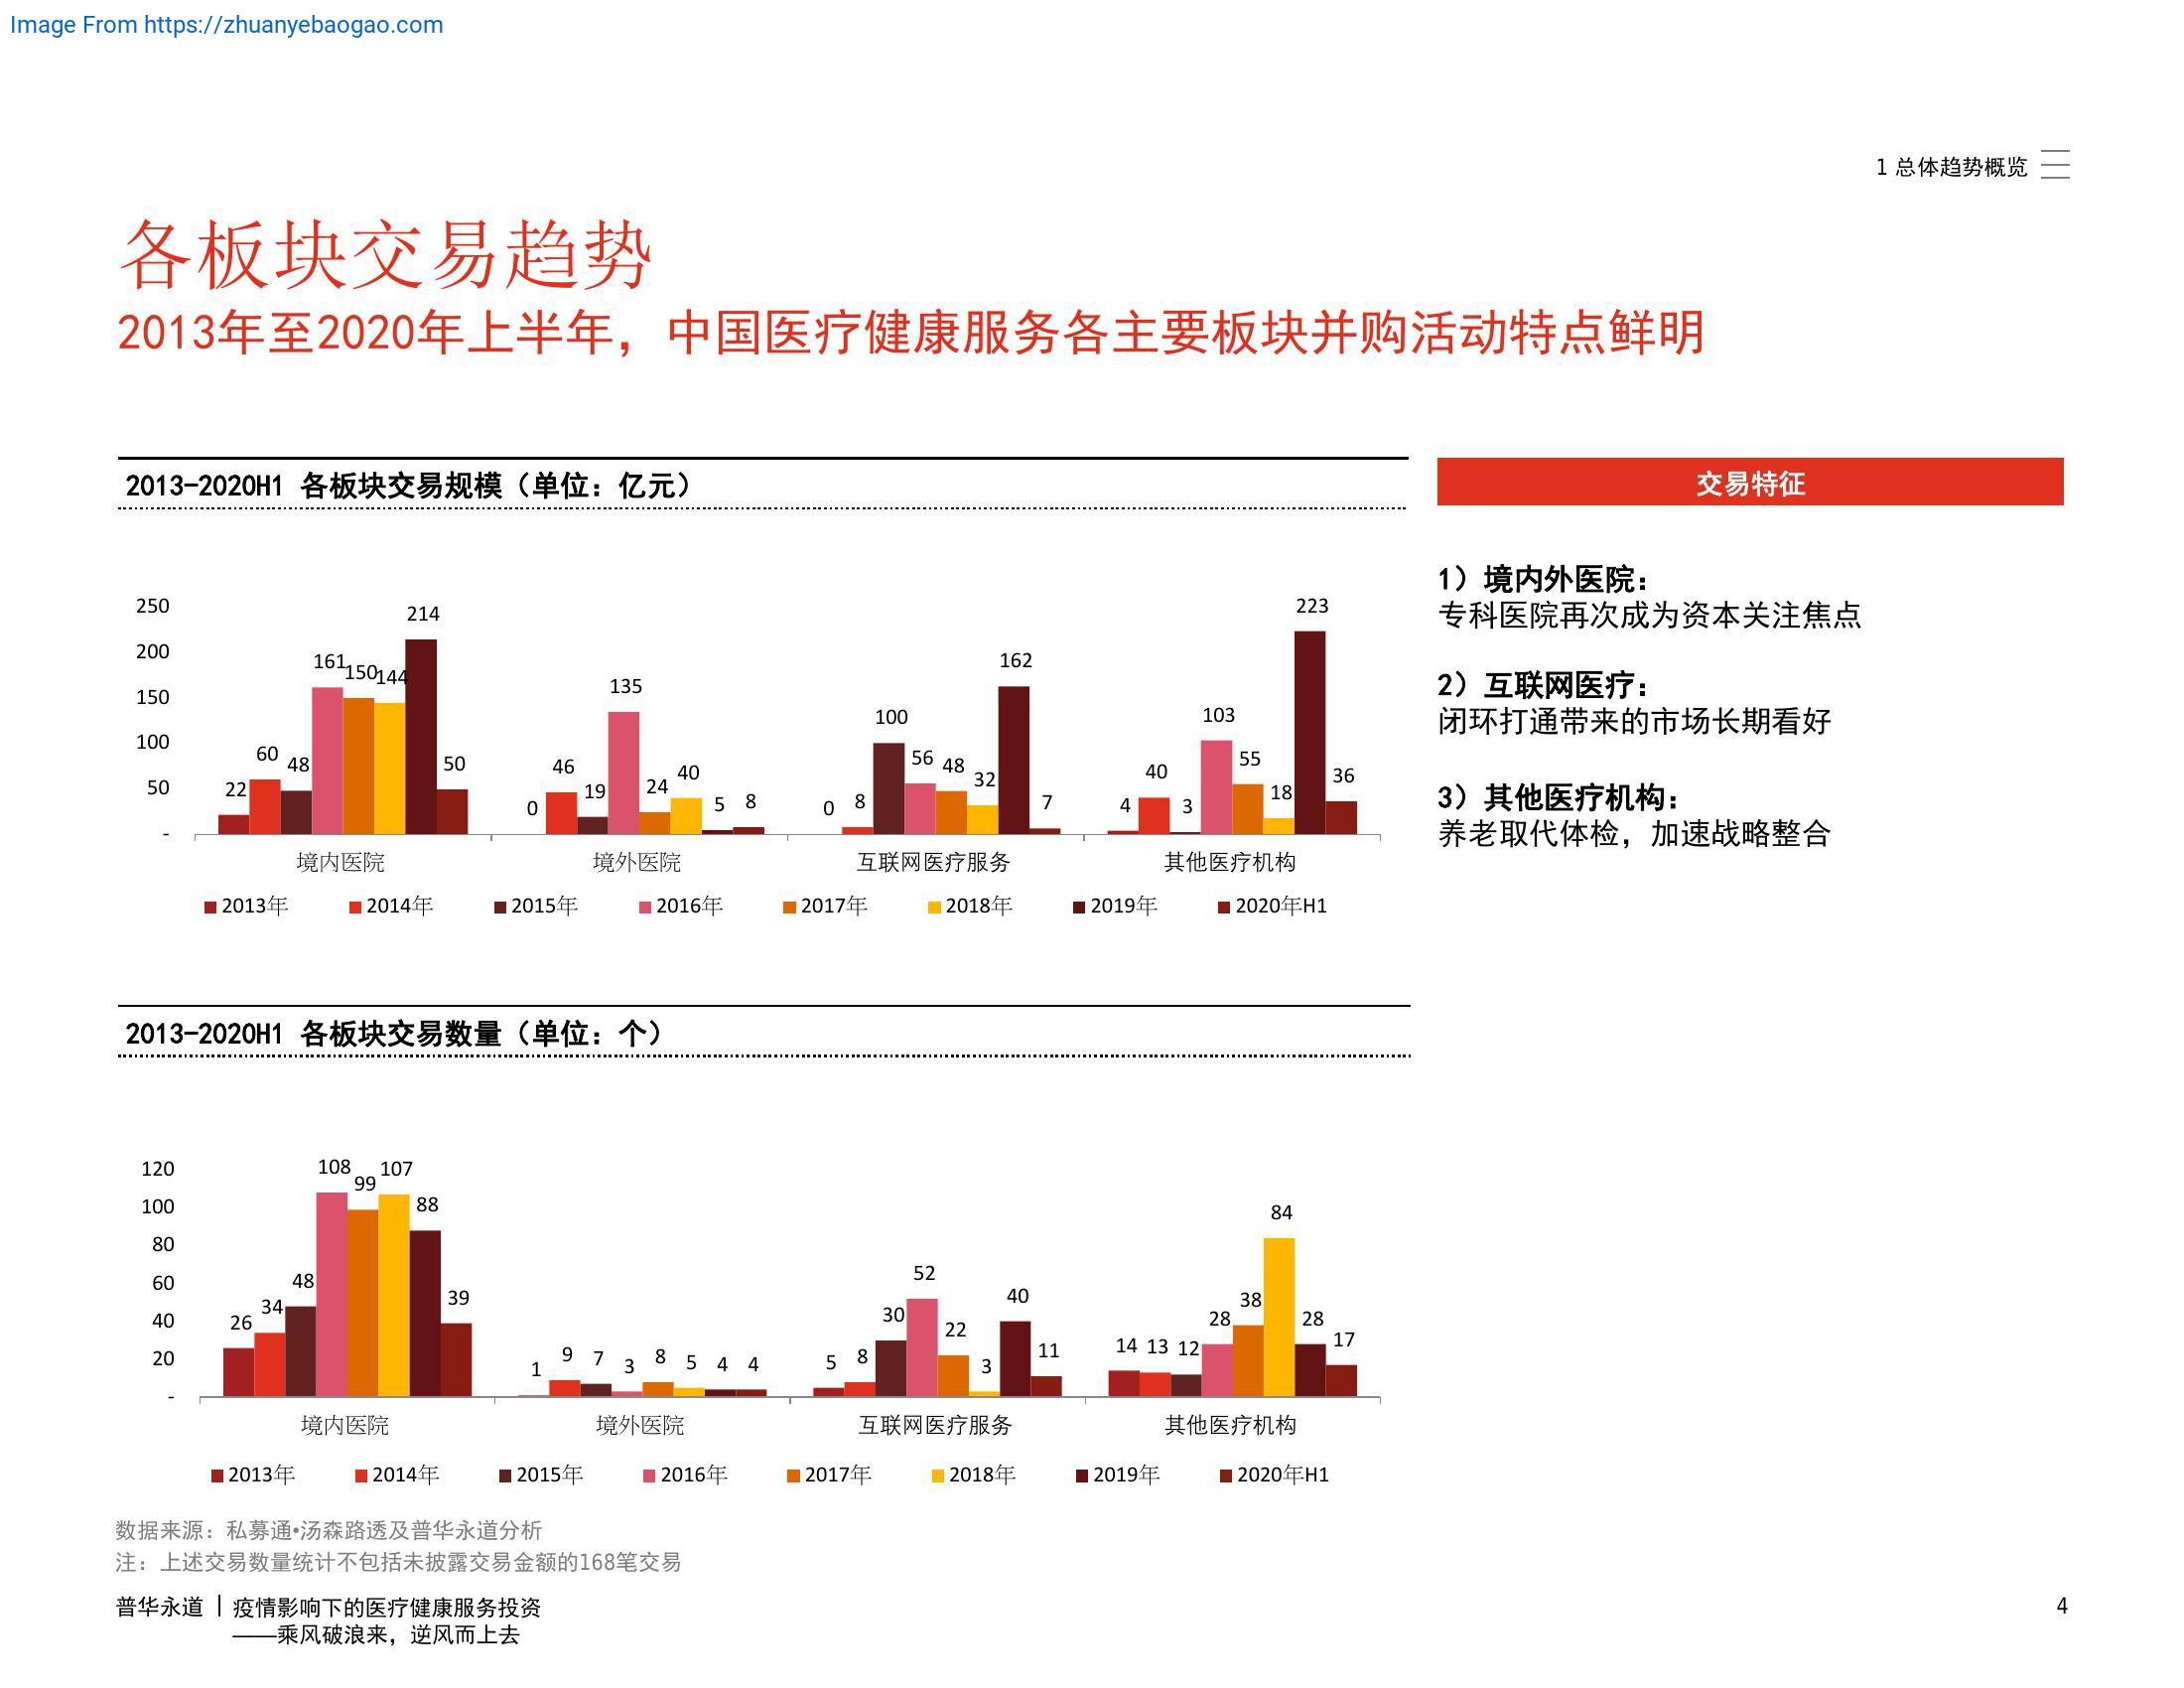 Image From https://zhuanyebaogao.com
1 总体趋势概览
各板块交易趋势
2013年至2020年上半年，中国医疗健康服务各主要板块并购活动特点鲜明
2013-2020H1 各板块交易规模（单位：亿元）
250
200
150
100
50
-
22 60 48 161 150 144 214 50
0 46 19 135 24 40 5 8
0 8 100 56 48 32 162 7
4 40 3 103 55 18 223 36
境内医院 境外医院 互联网医疗服务 其他医疗机构
2013年 2014年 2015年 2016年 2017年 2018年 2019年 2020年H1
交易特征
1）境内外医院：
专科医院再次成为资本关注焦点
2）互联网医疗：
闭环打通带来的市场长期看好
3）其他医疗机构：
养老取代体检，加速战略整合
2013-2020H1 各板块交易数量（单位：个）
120
100
80
60
40
20
-
26 34 48 108 99 107 88 39
1 9 7 3 8 5 4 4
5 8 30 52 22 3 40 11
14 13 12 28 38 84 28 17
境内医院 境外医院 互联网医疗服务 其他医疗机构
2013年 2014年 2015年 2016年 2017年 2018年 2019年 2020年H1
数据来源：私募通•汤森路透及普华永道分析
注：上述交易数量统计不包括未披露交易金额的168笔交易
普华永道 | 疫情影响下的医疗健康服务投资
——乘风破浪来，逆风而上去
4